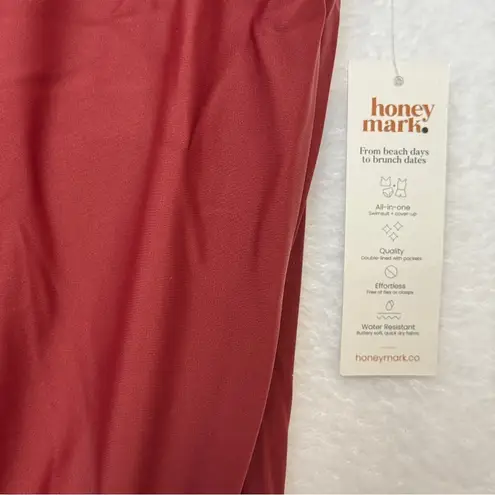 honey
mark.
From beach days
to brunch dates
All-in-one
Swimsuit + cover-up
Quality
Double-lined with pockets
Effortless
Free of ties or clasps
Water Resistant
Buttery soft, quick dry fabric
honeymark.co